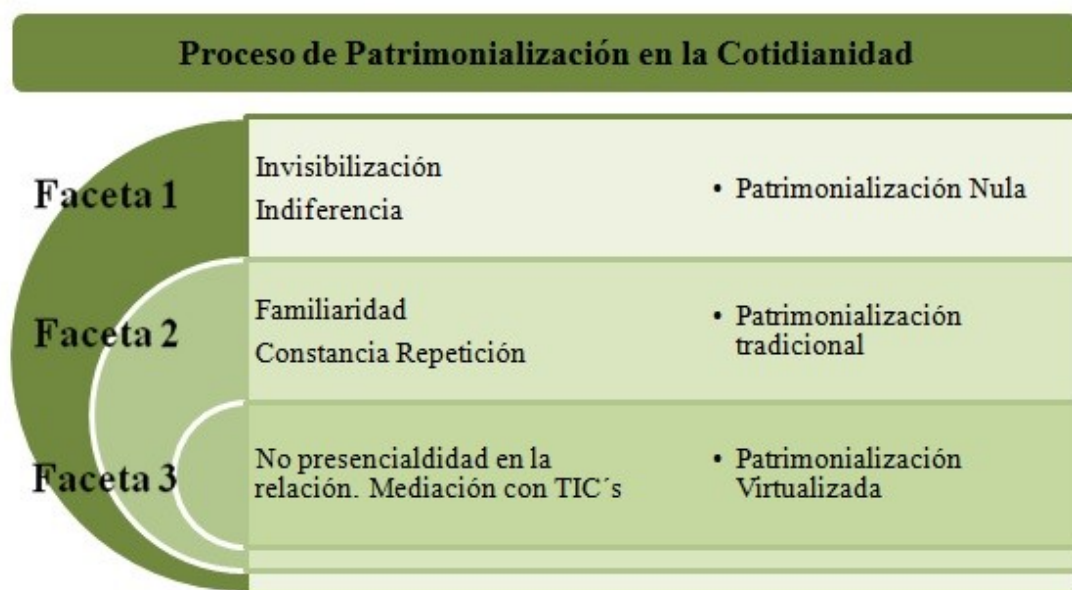 Proceso de Patrimonialización en la Cotidianidad
Faceta 1
Invisibilización
Indiferencia
• Patrimonialización Nula
Faceta 2
Familiaridad
Constancia Repetición
• Patrimonialización
tradicional
Faceta 3
No presencialdidad en la
relación. Mediación con TIC´s
• Patrimonialización
Virtualizada